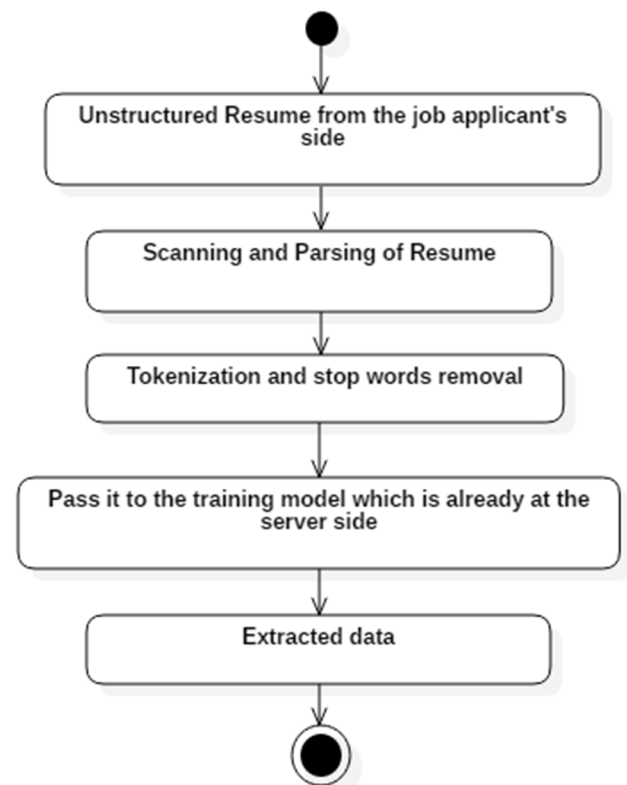 Unstructured Resume from the job applicant's
side
Scanning and Parsing of Resume
Tokenization and stop words removal
Pass it to the training model which is already at the
server side
Extracted data